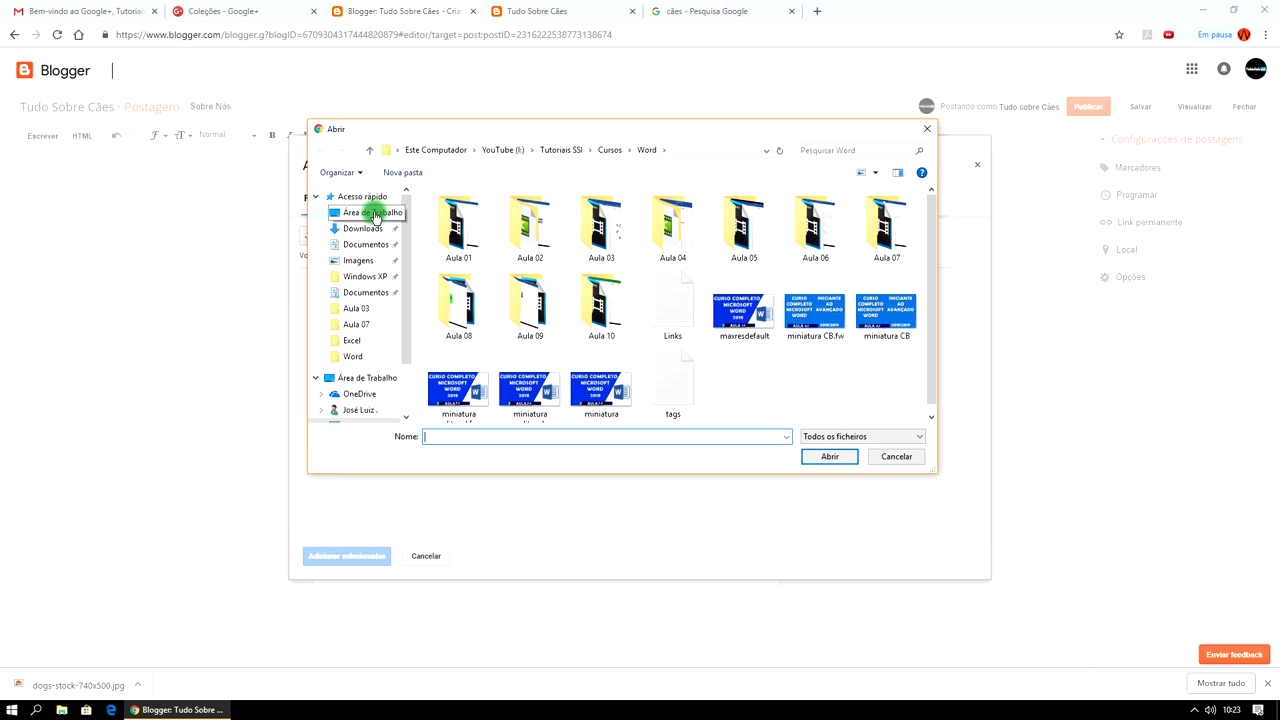 Bem-vindo ao Google+, Tutoriai
Coleções - Google+
Blogger: Tudo Sobre Cães - Cria
Tudo Sobre Cães
cães - Pesquisa Google
https://www.blogger.com/blogger.g?blogID=6709304317444820879#editor/target=post;postID=2316222538773138674
Em pausa
Blogger
Tudo Sobre Cães · Postagem
Sobre Nós
Postando como Tudo sobre Cães
Publicar
Salvar
Visualizar
Fechar
Escrever
HTML
Normal
B
Configurações de postagens
Marcadores
Programar
Link permanente
Local
Opções
Abrir
Este Computador
YouTube (I:)
Tutoriais SSI
Cursos
Word
Pesquisar Word
Organizar
Nova pasta
Acesso rápido
Área de Trabalho
Downloads
Documentos
Imagens
Windows XP
Documentos
Aula 03
Aula 07
Excel
Word
Área de Trabalho
OneDrive
José Luiz .
Aula 01
Aula 02
Aula 03
Aula 04
Aula 05
Aula 06
Aula 07
Aula 08
Aula 09
Aula 10
Links
maxresdefault
miniatura CB.fw
miniatura CB
miniatura
miniatura
miniatura
tags
Nome:
Todos os ficheiros
Abrir
Cancelar
Adicionar selecionadas
Cancelar
Enviar feedback
dogs-stock-740x500.jpg
Mostrar tudo
Blogger: Tudo Sobre ...
10:23